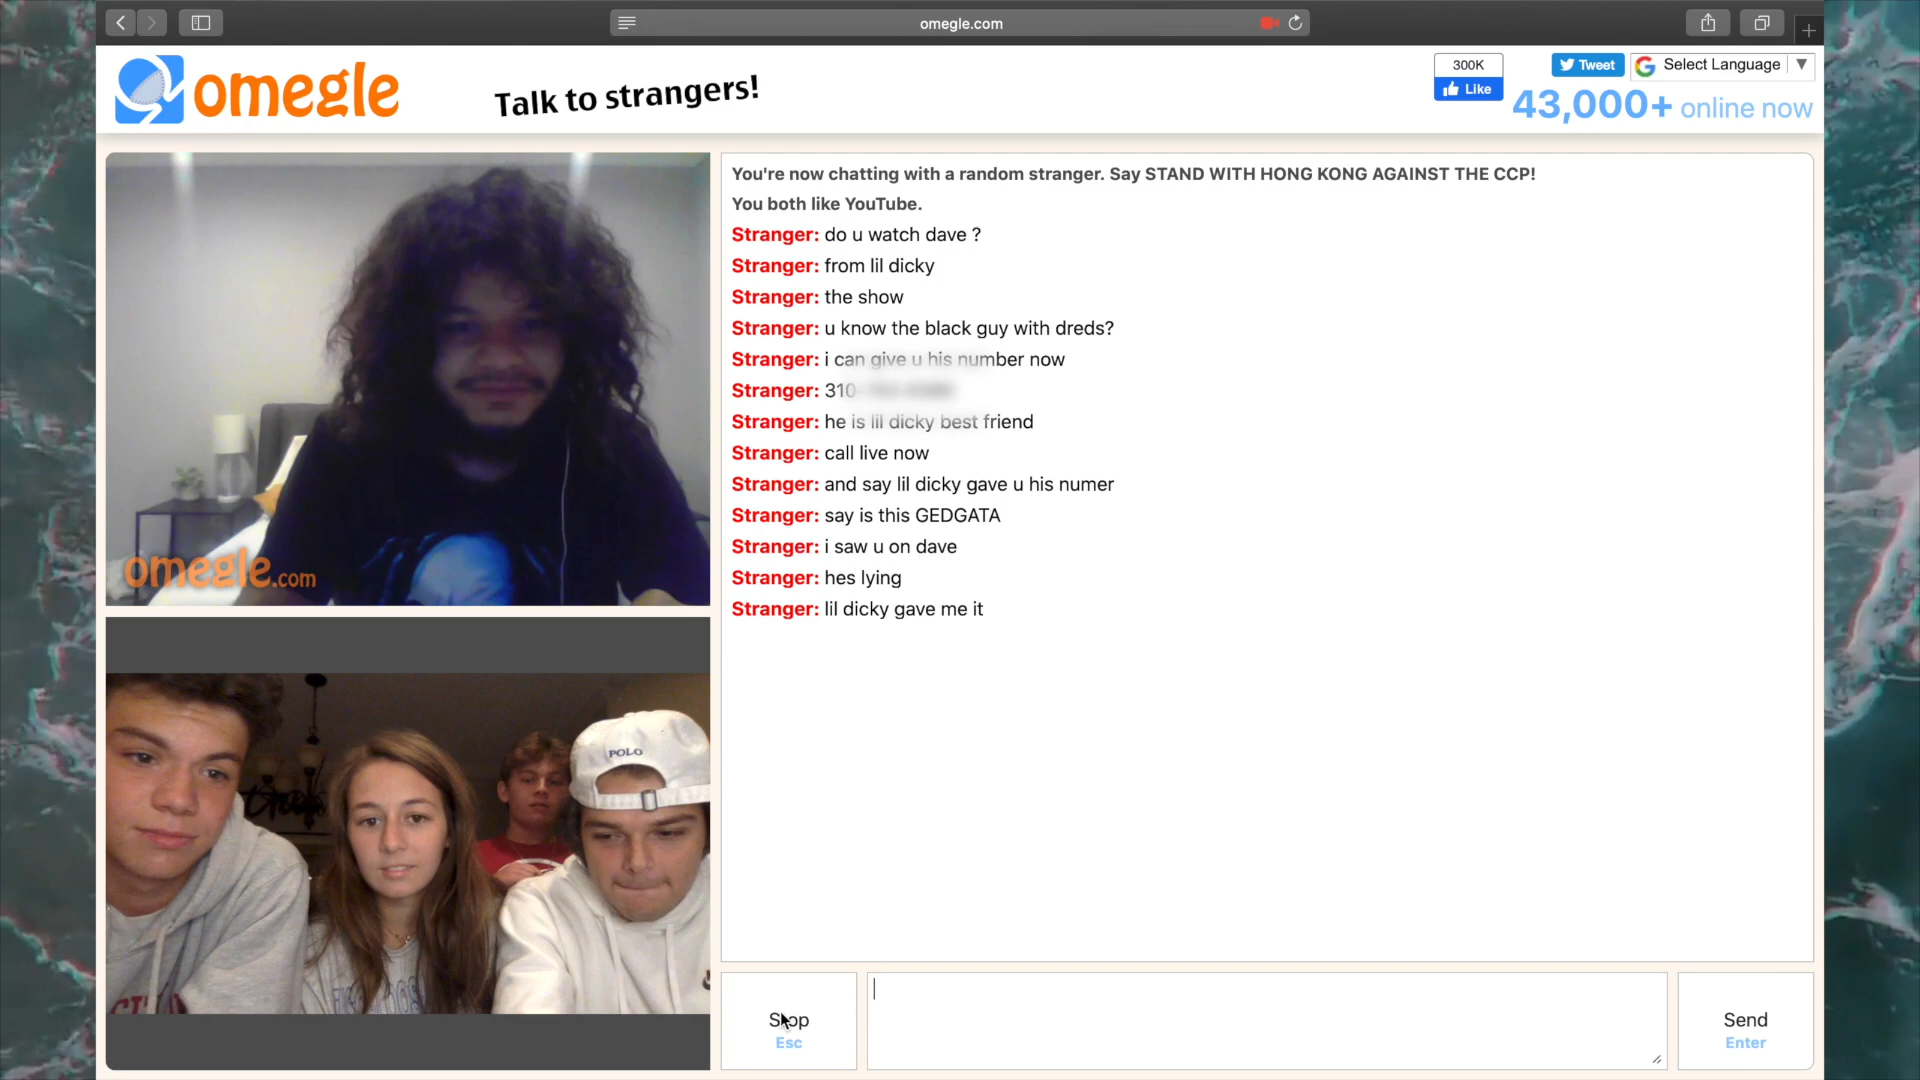 omegle.com
omegle
Talk to strangers!
300K
Like
Tweet
Select Language
43,000+ online now
You're now chatting with a random stranger. Say STAND WITH HONG KONG AGAINST THE CCP!
You both like YouTube.
Stranger: do u watch dave ?
Stranger: from lil dicky
Stranger: the show
Stranger: u know the black guy with dreds?
Stranger: i can give u his number now
Stranger: 310-
Stranger: he is lil dicky best friend
Stranger: call live now
Stranger: and say lil dicky gave u his numer
Stranger: say is this GEDGATA
Stranger: i saw u on dave
Stranger: hes lying
Stranger: lil dicky gave me it
omegle.com
POLO
Stop
Esc
Send
Enter